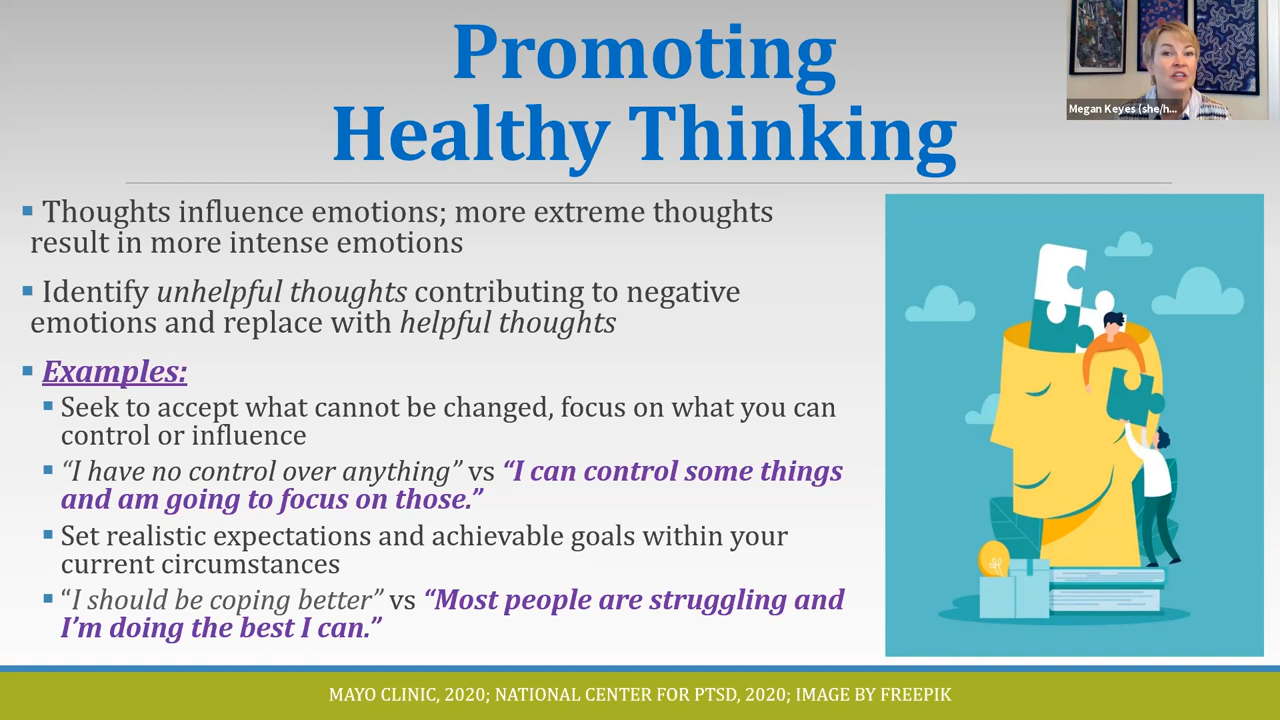 Promoting
Healthy Thinking
Megan Keyes (she/h...
▪ Thoughts influence emotions; more extreme thoughts
result in more intense emotions
▪ Identify unhelpful thoughts contributing to negative
emotions and replace with helpful thoughts
▪ Examples:
▪ Seek to accept what cannot be changed, focus on what you can
control or influence
▪ “I have no control over anything” vs “I can control some things
and am going to focus on those.”
▪ Set realistic expectations and achievable goals within your
current circumstances
▪ “I should be coping better” vs “Most people are struggling and
I’m doing the best I can.”
MAYO CLINIC, 2020; NATIONAL CENTER FOR PTSD, 2020; IMAGE BY FREEPIK